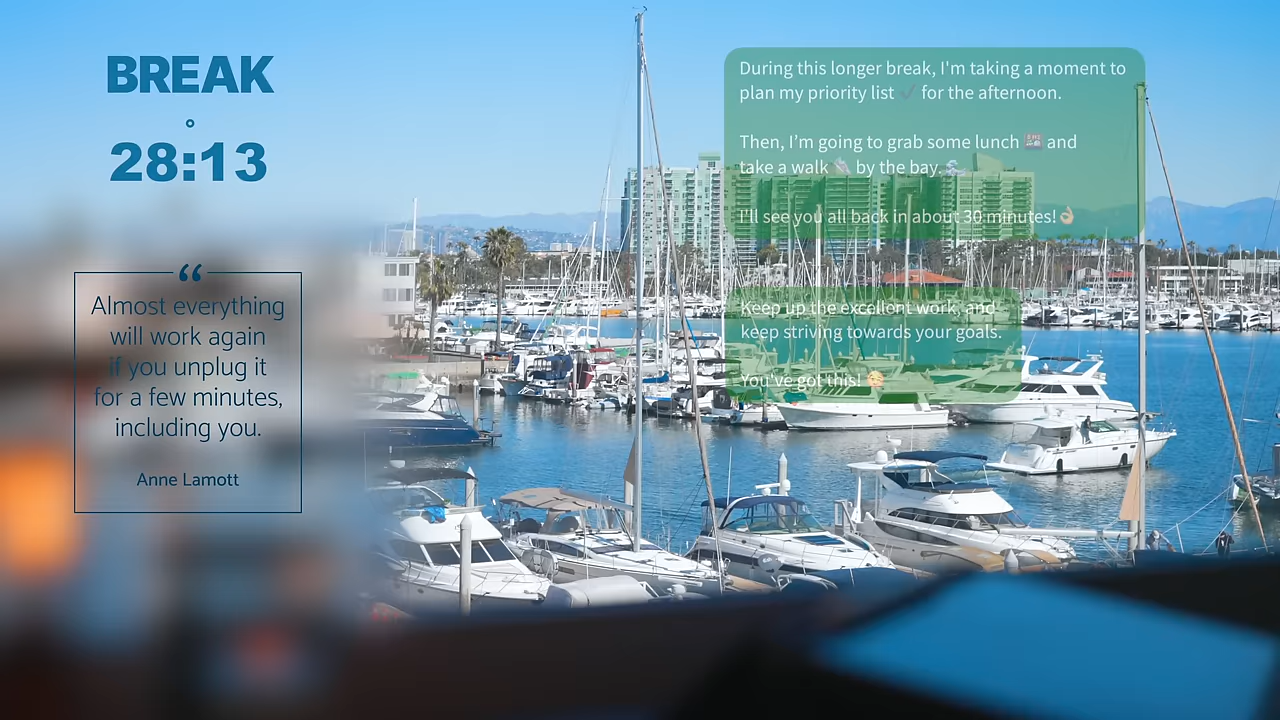 BREAK
28:13
“
Almost everything
will work again
if you unplug it
for a few minutes,
including you.
Anne Lamott
During this longer break, I'm taking a moment to
plan my priority list ✔ for the afternoon.
Then, I’m going to grab some lunch 🍱 and
take a walk 👟 by the bay. 🌊
I'll see you all back in about 30 minutes!👌🏼
Keep up the excellent work, and
keep striving towards your goals.
You've got this! 🥰